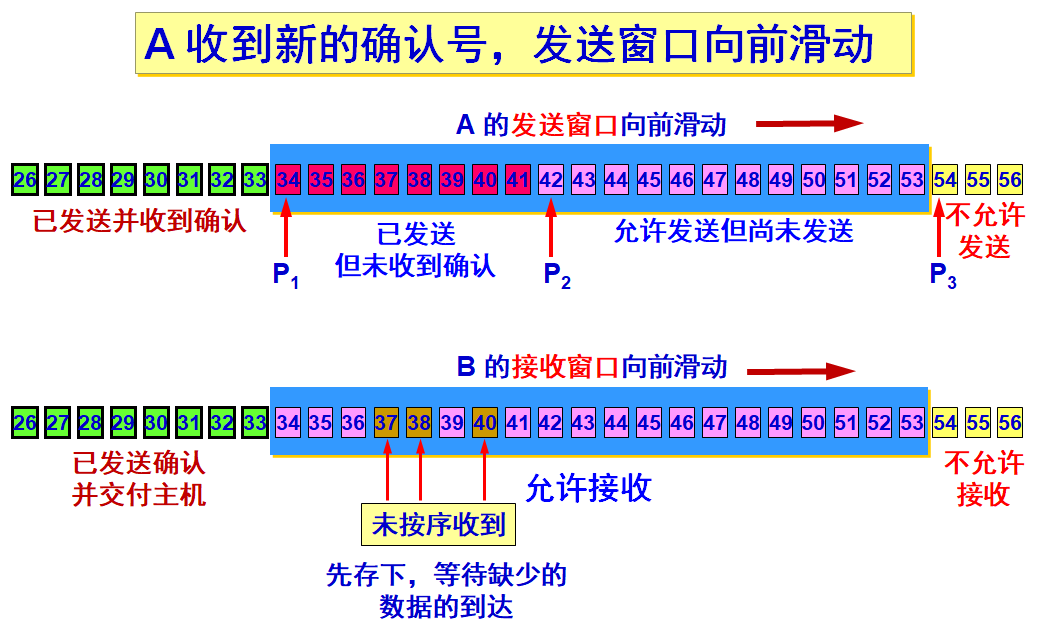 A 收到新的确认号，发送窗口向前滑动
A 的发送窗口向前滑动
26 27 28 29 30 31 32 33 34 35 36 37 38 39 40 41 42 43 44 45 46 47 48 49 50 51 52 53 54 55 56
已发送并收到确认
已发送
但未收到确认
允许发送但尚未发送
不允许
发送
P1
P2
P3
B 的接收窗口向前滑动
26 27 28 29 30 31 32 33 34 35 36 37 38 39 40 41 42 43 44 45 46 47 48 49 50 51 52 53 54 55 56
已发送确认
并交付主机
允许接收
不允许
接收
未按序收到
先存下，等待缺少的
数据的到达